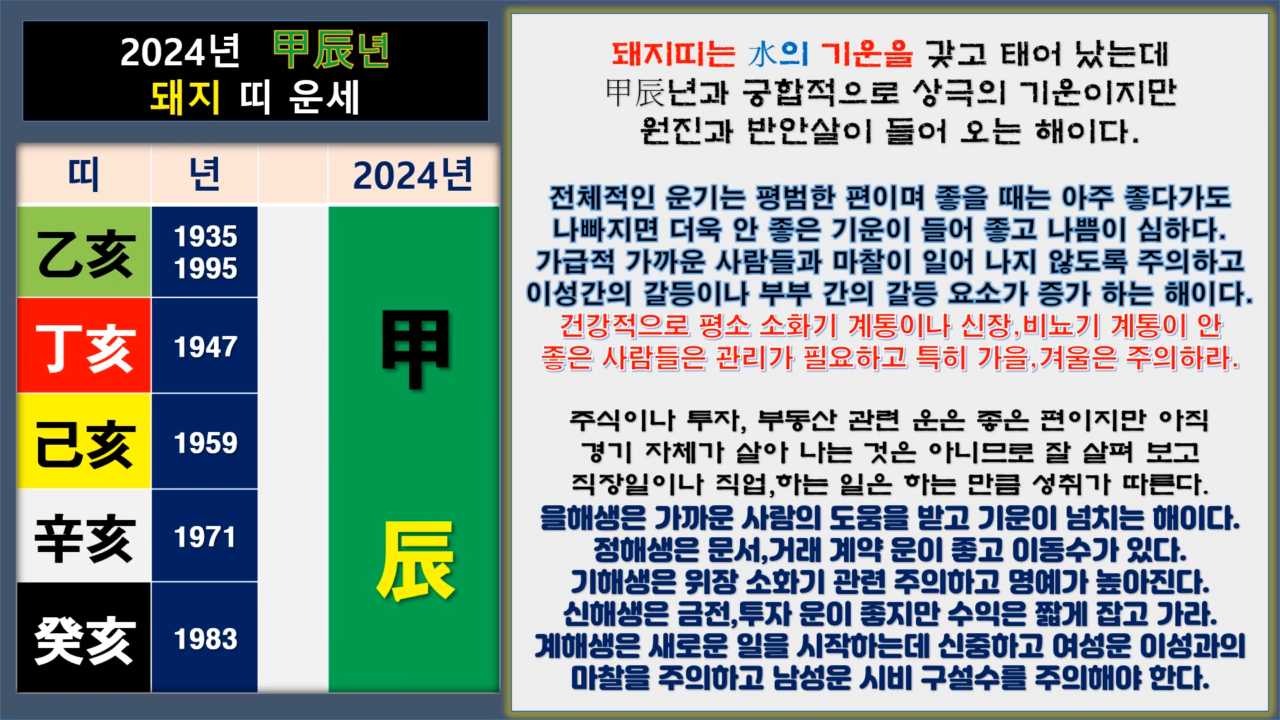 2024년 甲辰년
돼지 띠 운세
띠 년 2024년
乙亥 1935
1995
丁亥 1947
己亥 1959
辛亥 1971
癸亥 1983
甲
辰
돼지띠는 水의 기운을 갖고 태어 났는데
甲辰년과 궁합적으로 상극의 기운이지만
원진과 반안살이 들어 오는 해이다.
전체적인 운기는 평범한 편이며 좋을 때는 아주 좋다가도
나빠지면 더욱 안 좋은 기운이 들어 좋고 나쁨이 심하다.
가급적 가까운 사람들과 마찰이 일어 나지 않도록 주의하고
이성간의 갈등이나 부부 간의 갈등 요소가 증가 하는 해이다.
건강적으로 평소 소화기 계통이나 신장,비뇨기 계통이 안
좋은 사람들은 관리가 필요하고 특히 가을,겨울은 주의하라.
주식이나 투자, 부동산 관련 운은 좋은 편이지만 아직
경기 자체가 살아 나는 것은 아니므로 잘 살펴 보고
직장일이나 직업,하는 일은 하는 만큼 성취가 따른다.
을해생은 가까운 사람의 도움을 받고 기운이 넘치는 해이다.
정해생은 문서,거래 계약 운이 좋고 이동수가 있다.
기해생은 위장 소화기 관련 주의하고 명예가 높아진다.
신해생은 금전,투자 운이 좋지만 수익은 짧게 잡고 가라.
계해생은 새로운 일을 시작하는데 신중하고 여성운 이성과의
마찰을 주의하고 남성운 시비 구설수를 주의해야 한다.